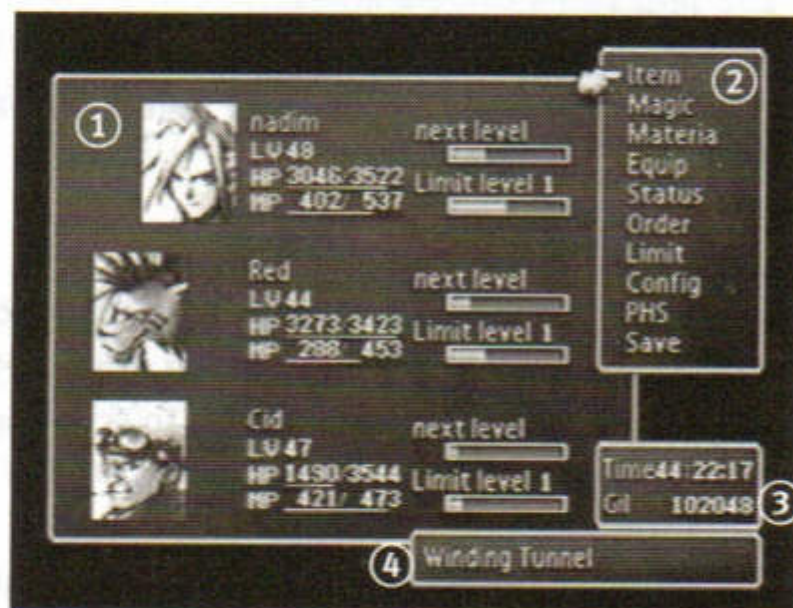 ①
nadim
LV 48
HP 3046/3522
MP 402/ 537
next level
Limit level 1
Red
LV 44
HP 3273/3423
MP 288/ 453
next level
Limit level 1
Cid
LV 47
HP 1490/3544
MP 421/ 473
next level
Limit level 1
②
Item
Magic
Materia
Equip
Status
Order
Limit
Config
PHS
Save
Time 44:22:17
Gil 102048
③
④
Winding Tunnel